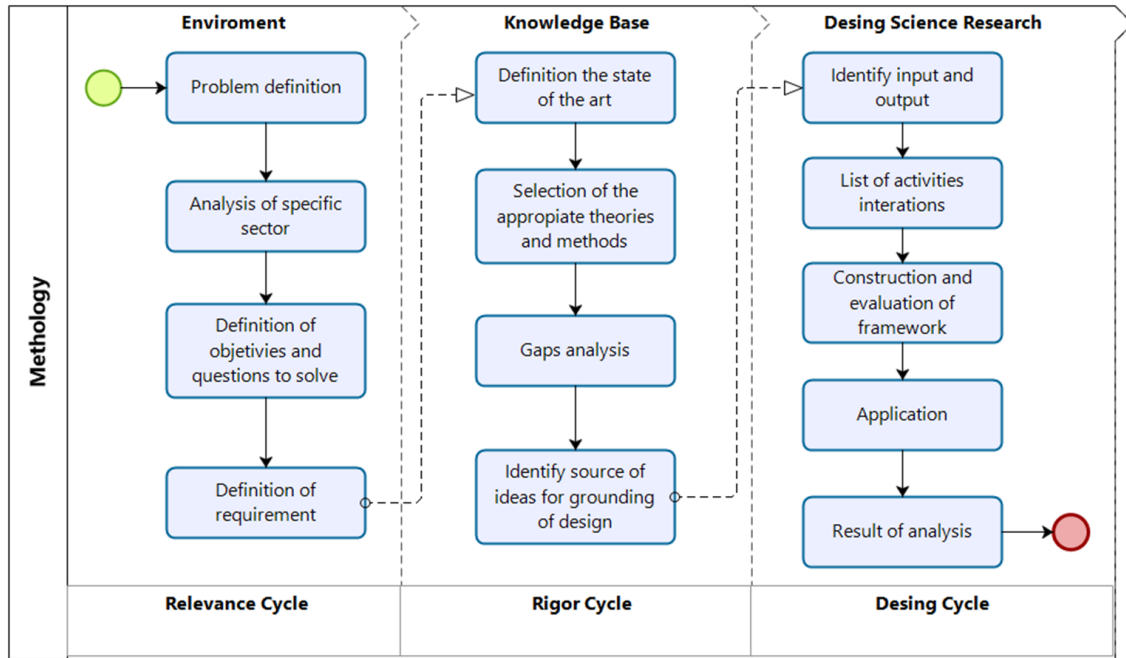 Methology
Enviroment
Problem definition
Analysis of specific
sector
Definition of
objetivies and
questions to solve
Definition of
requirement
Relevance Cycle
Knowledge Base
Definition the state
of the art
Selection of the
appropiate theories
and methods
Gaps analysis
Identify source of
ideas for grounding
of design
Rigor Cycle
Desing Science Research
Identify input and
output
List of activities
interations
Construction and
evaluation of
framework
Application
Result of analysis
Desing Cycle